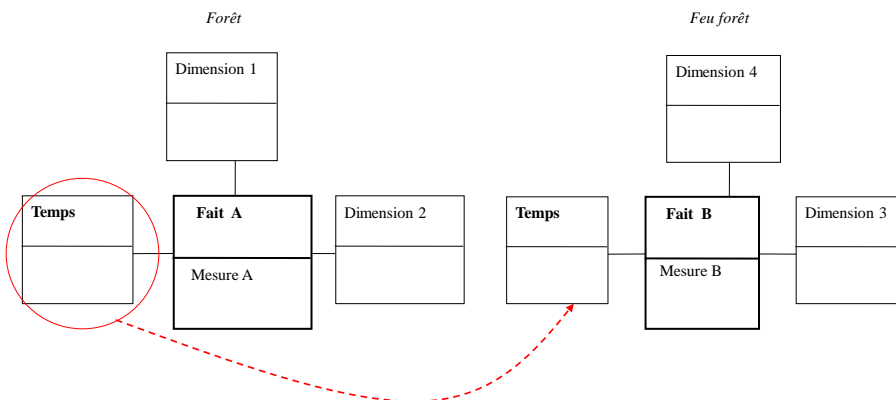 Forêt
Feu forêt
Dimension 1
Dimension 4
Temps
Fait A
Dimension 2
Temps
Fait B
Dimension 3
Mesure A
Mesure B